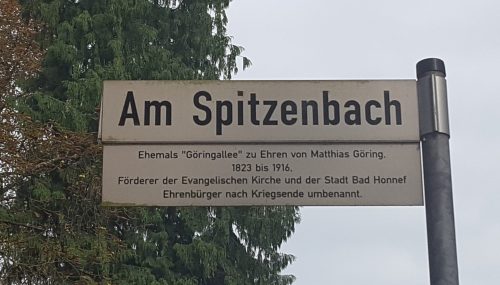 Am Spitzenbach
Ehemals "Göringallee" zu Ehren von Matthias Göring.
1823 bis 1916,
Förderer der Evangelischen Kirche und der Stadt Bad Honnef
Ehrenbürger nach Kriegsende umbenannt.